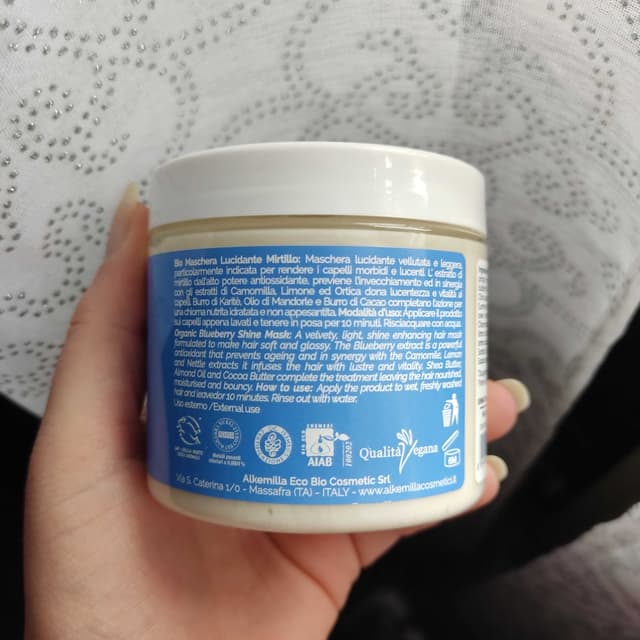 Bio Maschera Lucidante Mirtillo: Maschera lucidante vellutata e leggera,
particolarmente indicata per rendere i capelli morbidi e lucenti. L' estratto di
mirtillo dall'alto potere antiossidante, previene l'invecchiamento ed in sinergia
con gli estratti di Camomilla, Limone ed Ortica dona lucentezza e vitalità ai
capelli. Burro di Karitè, Olio di Mandorle e Burro di Cacao completano l'azione per
una chioma nutrita idratata e non appesantita. Modalità d'uso: Applicare il prodotto
sui capelli appena lavati e tenere in posa per 10 minuti. Risciacquare con acqua.
Organic Blueberry Shine Mask: A velvety, light, shine enhancing hair mask
formulated to make hair soft and glossy. The Blueberry extract is a powerful
antioxidant that prevents ageing and in synergy with the Camomile, Lemon
and Nettle extracts it infuses the hair with lustre and vitality. Shea Butter,
Almond Oil and Cocoa Butter complete the treatment leaving the hair nourished
moisturised and bouncy. How to use: Apply the product to wet, freshly washed
hair and leavedor 10 minutes. Rinse out with water.
Uso esterno /External use
AIAB
Qualità Vegana
Alkemilla Eco Bio Cosmetic Srl
Via S. Caterina 1/0 - Massafra (TA) - ITALY - www.alkemillacosmetici.it